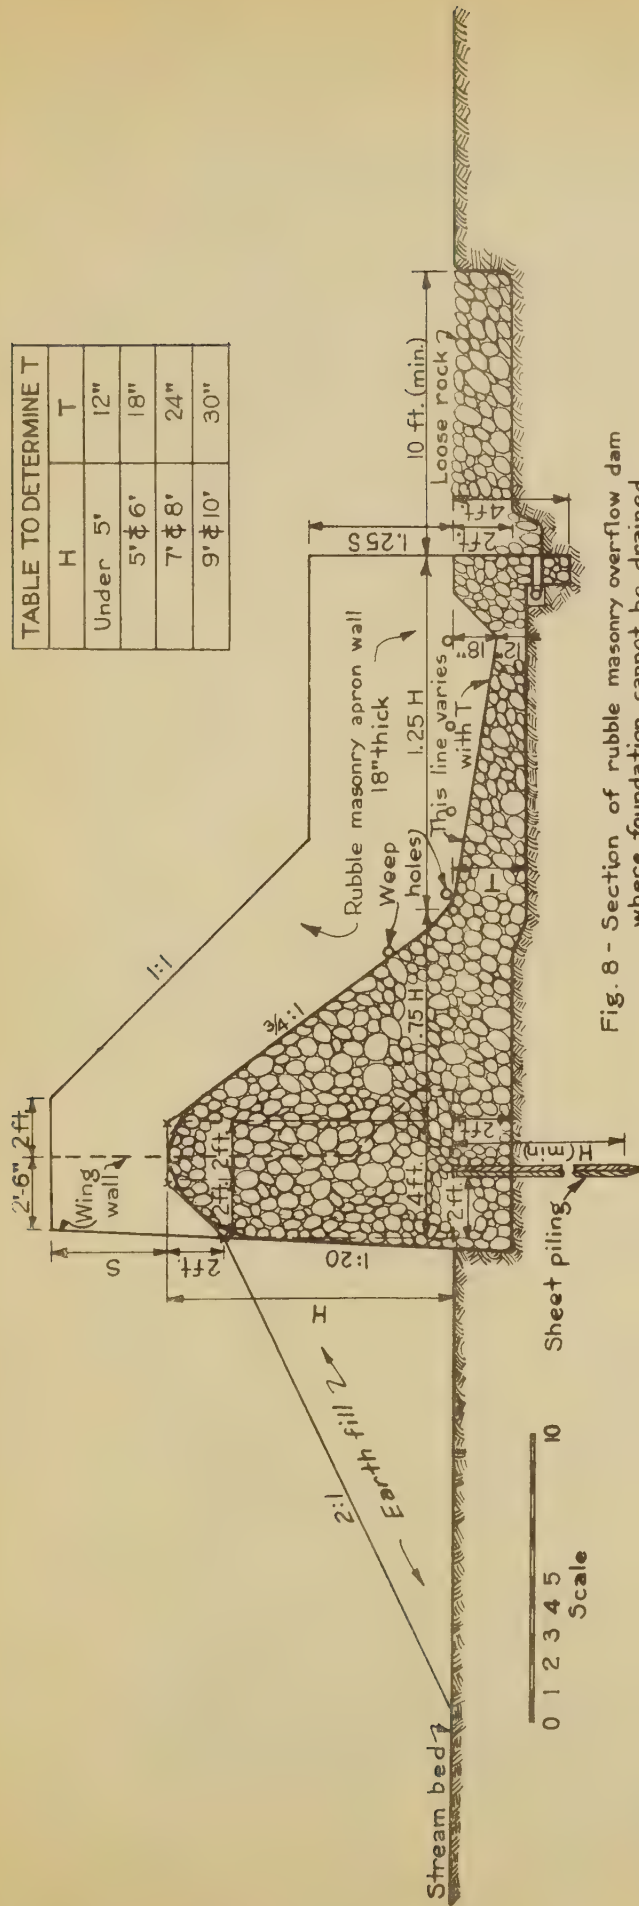 TABLE TO DETERMINE T
H T
Under 5' 12"
5' & 6' 18"
7' & 8' 24"
9' & 10' 30"
2'-6" 2 ft.
1:1
Wing
wall
S
2 ft.
H
1:20
2 ft. 2 ft.
3/4:1
Rubble masonry apron wall
18" thick
Weep
holes
This line varies
with T
1.25 S
10 ft. (min.)
Loose rock
4 ft. .75 H 1.25 H
2 ft.
2 ft.
H (min)
T
18"
12"
2 ft.
4 ft.
2:1
Earth fill
Stream bed
Sheet piling
0 1 2 3 4 5 10
Scale
Fig. 8 - Section of rubble masonry overflow dam
where foundation cannot be drained